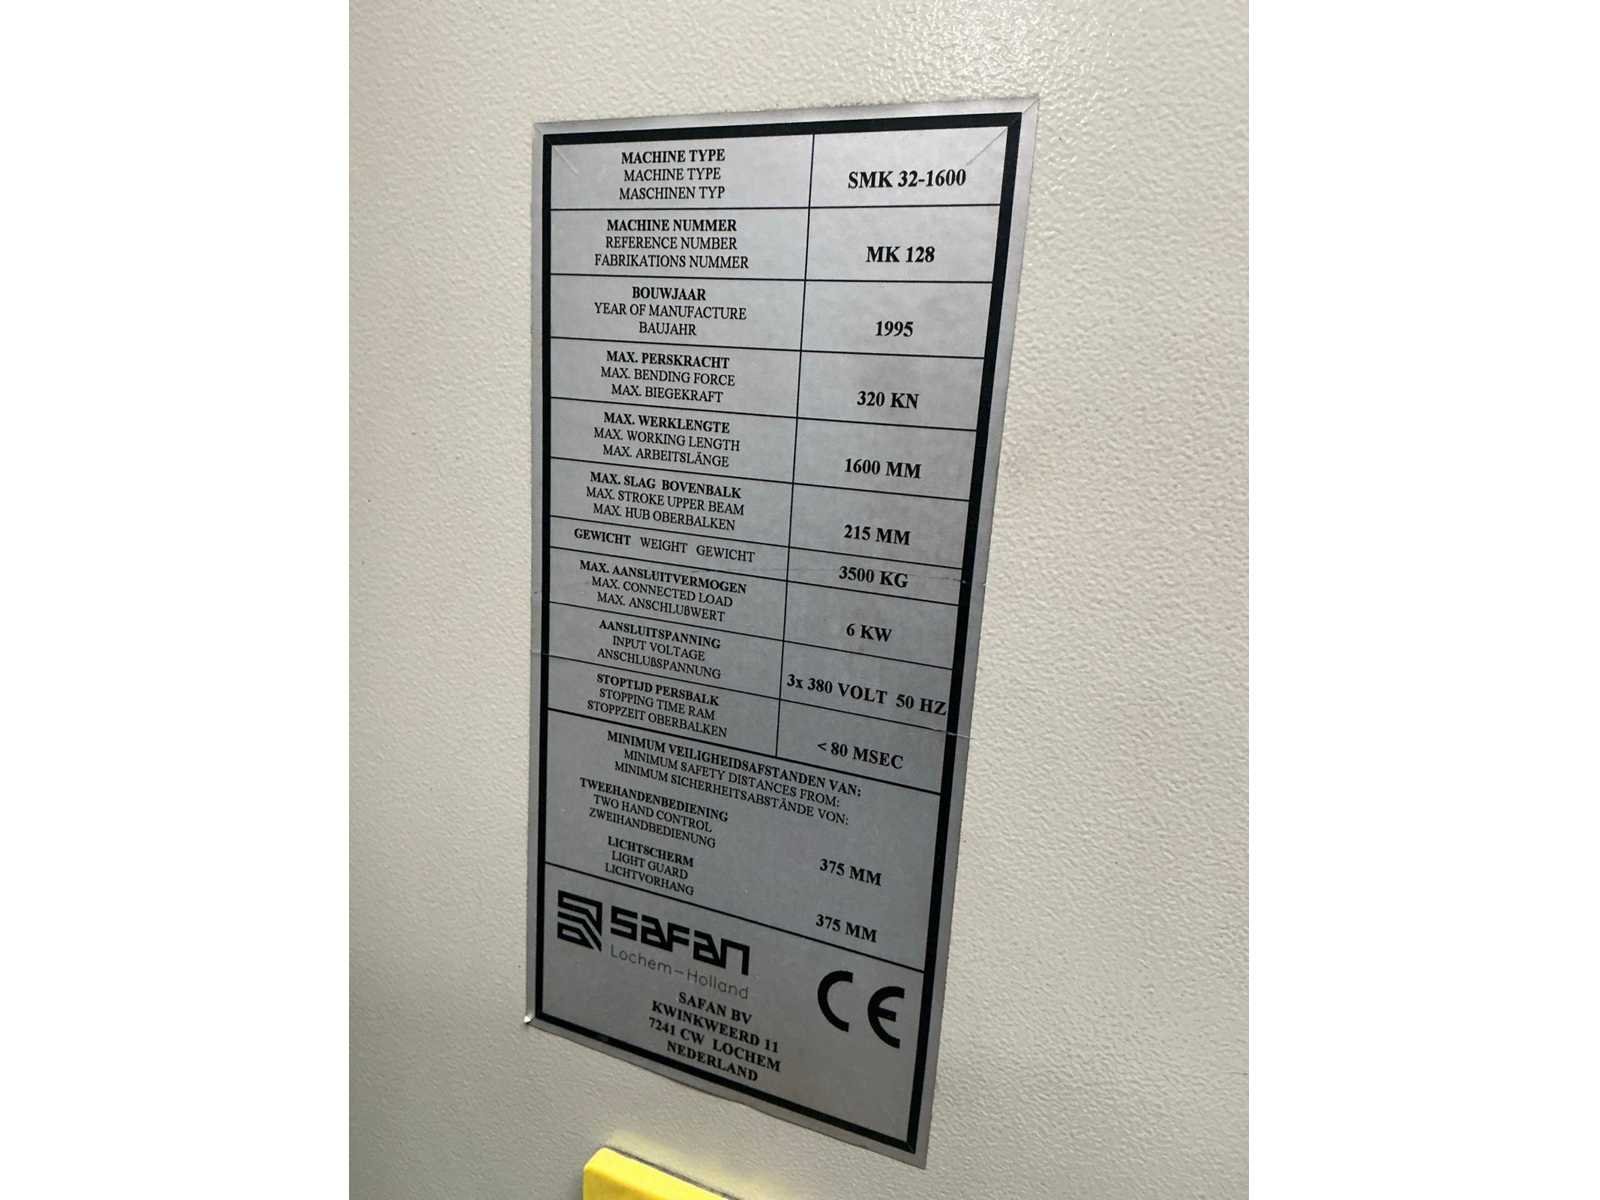 MACHINE TYPE
MACHINE TYPE
MASCHINEN TYP
SMK 32-1600
MACHINE NUMMER
REFERENCE NUMBER
FABRIKATIONS NUMMER
MK 128
BOUWJAAR
YEAR OF MANUFACTURE
BAUJAHR
1995
MAX. PERSKRACHT
MAX. BENDING FORCE
MAX. BIEGEKRAFT
320 KN
MAX. WERKLENGTE
MAX. WORKING LENGTH
MAX. ARBEITSLÄNGE
1600 MM
MAX. SLAG BOVENBALK
MAX. STROKE UPPER BEAM
MAX. HUB OBERBALKEN
215 MM
GEWICHT WEIGHT GEWICHT
3500 KG
MAX. AANSLUITVERMOGEN
MAX. CONNECTED LOAD
MAX. ANSCHLUßWERT
6 KW
AANSLUITSPANNING
INPUT VOLTAGE
ANSCHLUßSPANNUNG
3x 380 VOLT 50 HZ
STOPTIJD PERSBALK
STOPPING TIME RAM
STOPPZEIT OBERBALKEN
< 80 MSEC
MINIMUM VEILIGHEIDSAFSTANDEN VAN:
MINIMUM SAFETY DISTANCES FROM:
MINIMUM SICHERHEITSABSTÄNDE VON:
TWEEHANDENBEDIENING
TWO HAND CONTROL
ZWEIHANDBEDIENUNG
375 MM
LICHTSCHERM
LIGHT GUARD
LICHTVORHANG
375 MM
SAFAN
Lochem-Holland
CE
SAFAN BV
KWINKWEERD 11
7241 CW LOCHEM
NEDERLAND